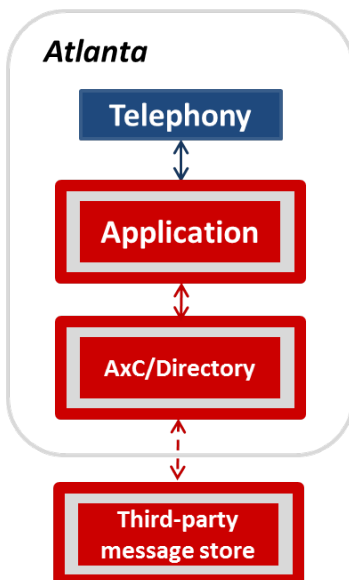 Atlanta
Telephony
Application
AxC/Directory
Third-party
message store